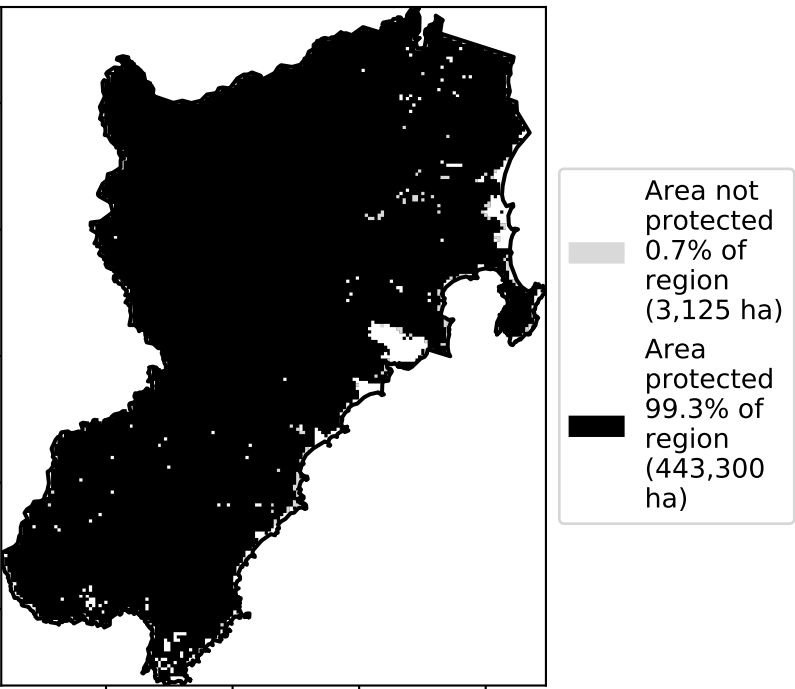 Area not
protected
0.7% of
region
(3,125 ha)
Area
protected
99.3% of
region
(443,300
ha)